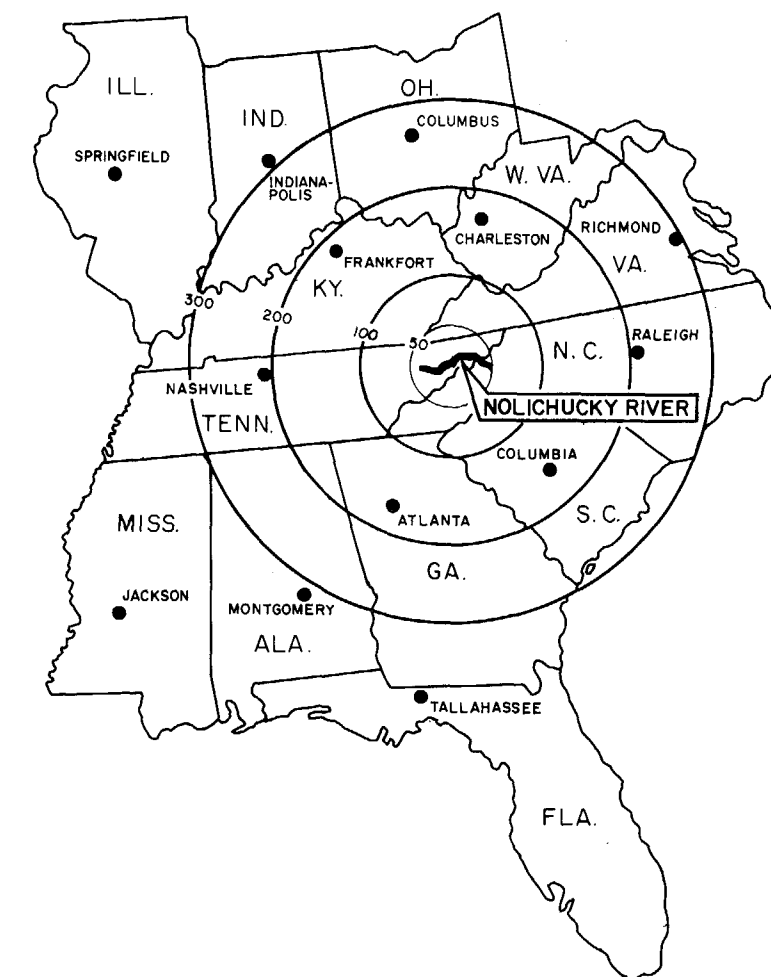 ILL.
OH.
IND.
COLUMBUS
SPRINGFIELD
INDIANA-
POLIS
W. VA.
RICHMOND
CHARLESTON
FRANKFORT
VA.
KY.
300
200
100
50
RALEIGH
N. C.
NASHVILLE
NOLICHUCKY RIVER
TENN.
COLUMBIA
MISS.
ATLANTA
S. C.
GA.
JACKSON
MONTGOMERY
ALA.
TALLAHASSEE
FLA.